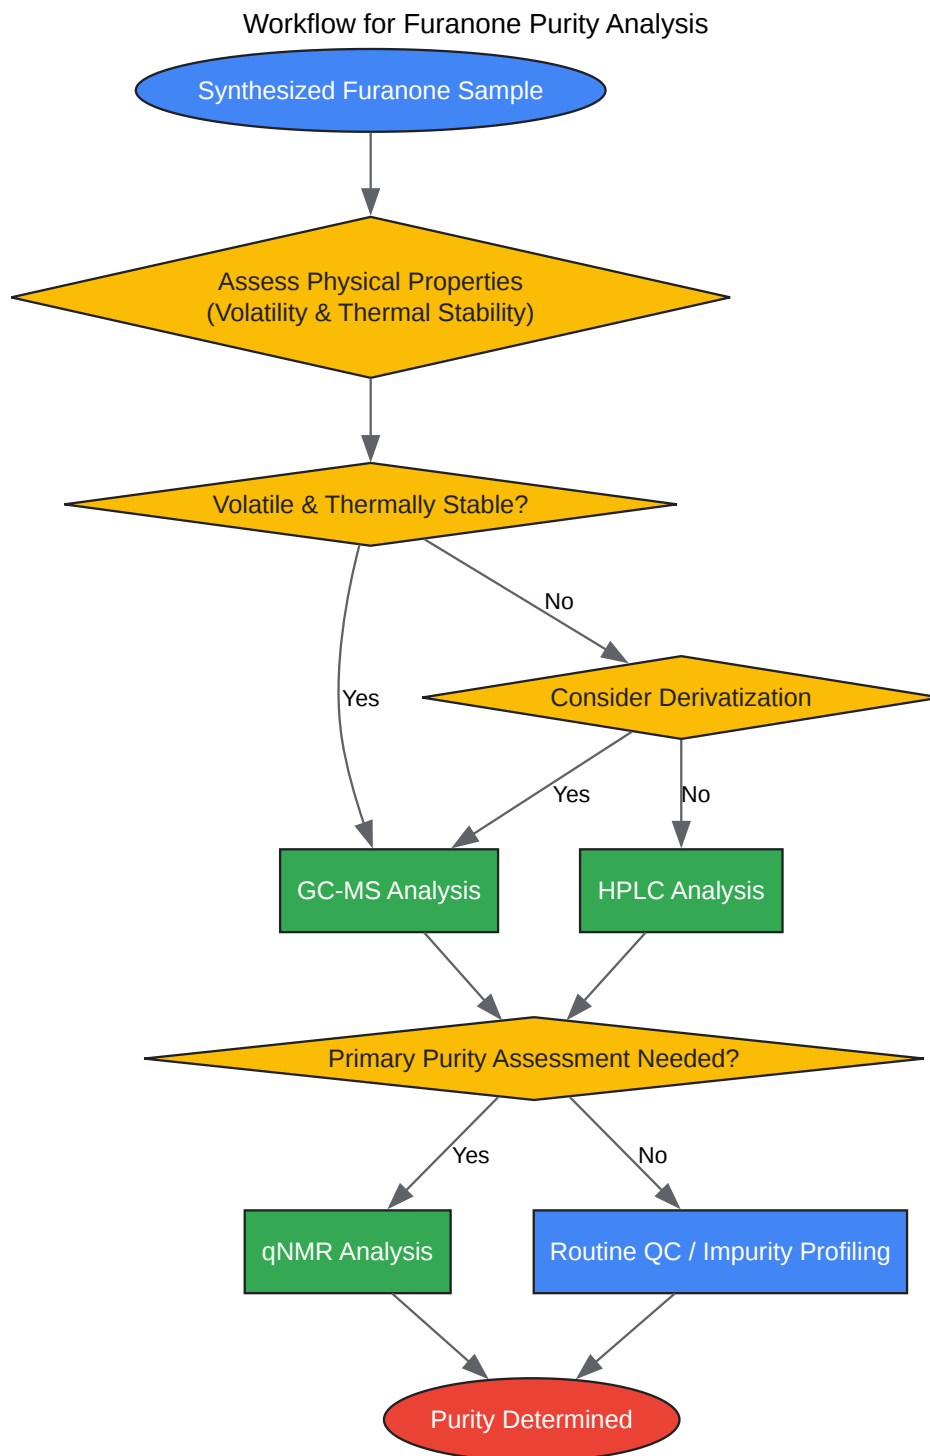 Workflow for Furanone Purity Analysis
Synthesized Furanone Sample
Assess Physical Properties
(Volatility & Thermal Stability)
Volatile & Thermally Stable?
No
Consider Derivatization
Yes
Yes
No
GC-MS Analysis
HPLC Analysis
Primary Purity Assessment Needed?
Yes
No
qNMR Analysis
Routine QC / Impurity Profiling
Purity Determined